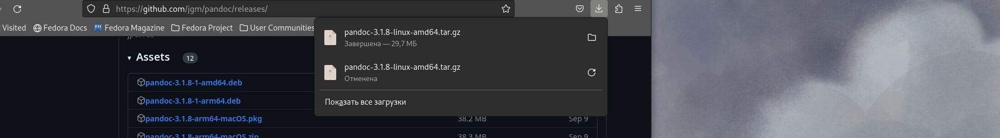 https://github.com/jgm/pandoc/releases/
Visited Fedora Docs Fedora Magazine Fedora Project User Communities
pandoc-3.1.8-linux-amd64.tar.gz
Завершена — 29,7 МБ
Assets 12
pandoc-3.1.8-linux-amd64.tar.gz
Отменена
pandoc-3.1.8-1-amd64.deb
pandoc-3.1.8-1-arm64.deb
Показать все загрузки
pandoc-3.1.8-arm64-macOS.pkg 38.2 MB Sep 9
pandoc-3.1.8-arm64-macOS.zip 38.3 MB Sep 9